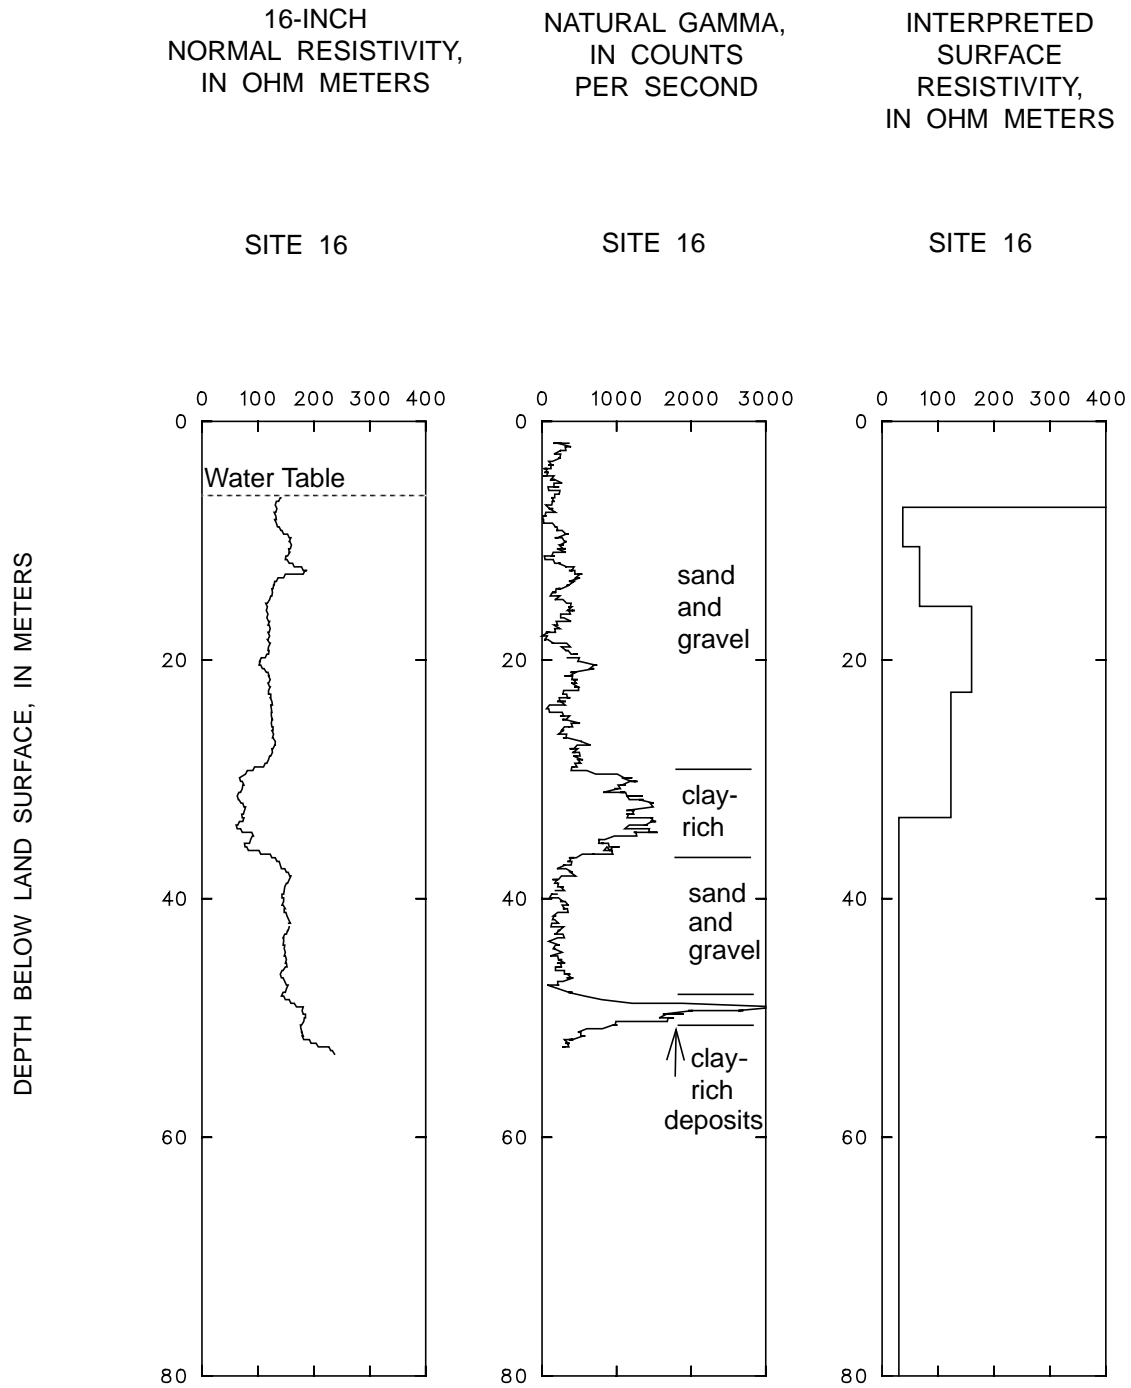 16-INCH
NORMAL RESISTIVITY,
IN OHM METERS
NATURAL GAMMA,
IN COUNTS
PER SECOND
INTERPRETED
SURFACE
RESISTIVITY,
IN OHM METERS
SITE 16
SITE 16
SITE 16
DEPTH BELOW LAND SURFACE, IN METERS
0 100 200 300 400
0
20
40
60
80
Water Table
0 1000 2000 3000
0
20
40
60
80
sand
and
gravel
clay-
rich
sand
and
gravel
clay-
rich
deposits
0 100 200 300 400
0
20
40
60
80